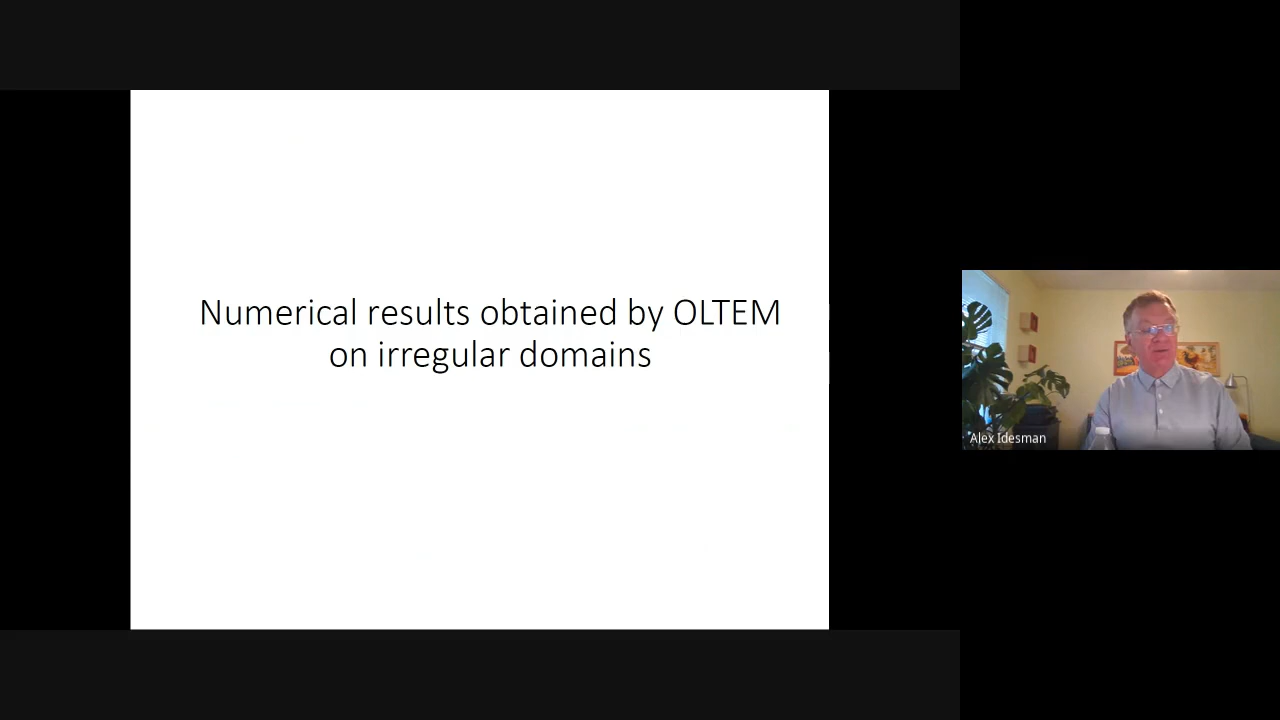 Numerical results obtained by OLTEM
on irregular domains
Alex Idesman